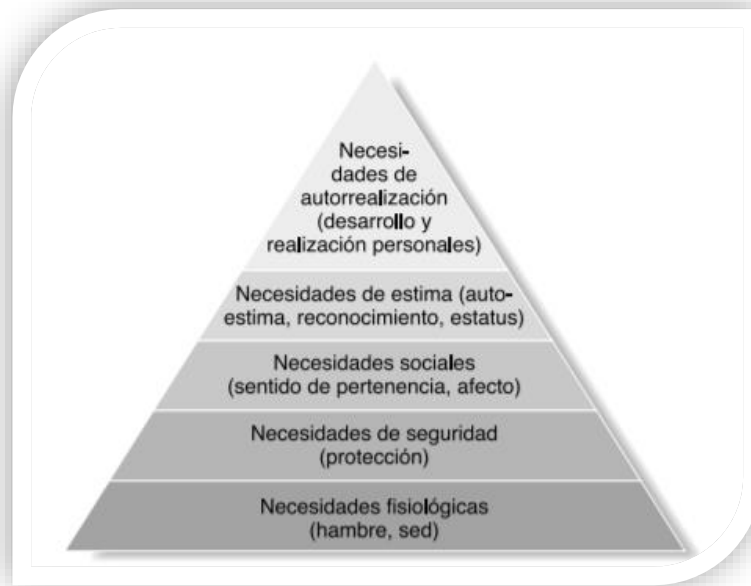 Necesi-
dades de
autorrealización
(desarrollo y
realización personales)
Necesidades de estima (auto-
estima, reconocimiento, estatus)
Necesidades sociales
(sentido de pertenencia, afecto)
Necesidades de seguridad
(protección)
Necesidades fisiológicas
(hambre, sed)